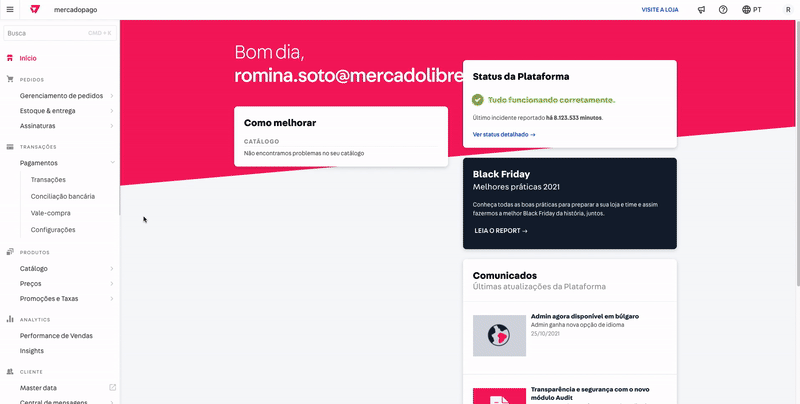 mercadopago
VISITE A LOJA
PT
R
Busca
CMD + K
Início
PEDIDOS
Gerenciamento de pedidos
Estoque & entrega
Assinaturas
TRANSAÇÕES
Pagamentos
Transações
Conciliação bancária
Vale-compra
Configurações
PRODUTOS
Catálogo
Preços
Promoções e Taxas
ANALYTICS
Performance de Vendas
Insights
CLIENTE
Master data
Central de mensagens
Bom dia,
romina.soto@mercadolibre
Como melhorar
CATÁLOGO
Não encontramos problemas no seu catálogo
Status da Plataforma
Tudo funcionando corretamente.
Último incidente reportado há 8.123.533 minutos.
Ver status detalhado →
Black Friday
Melhores práticas 2021
Conheça todas as boas práticas para preparar a sua loja e time e assim
fazermos a melhor Black Friday da história, juntos.
LEIA O REPORT →
Comunicados
Últimas atualizações da Plataforma
Admin agora disponível em búlgaro
Admin ganha nova opção de idioma
25/10/2021
Transparência e segurança com o novo
módulo Audit